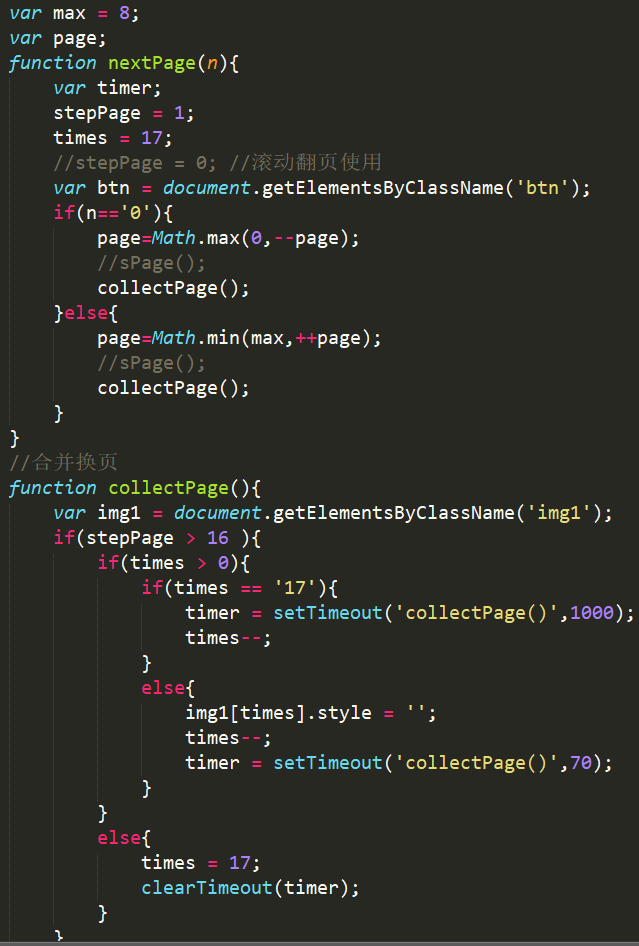 var max = 8;
var page;
function nextPage(n){
    var timer;
    stepPage = 1;
    times = 17;
    //stepPage = 0; //滚动翻页使用
    var btn = document.getElementsByClassName('btn');
    if(n=='0'){
        page=Math.max(0,--page);
        //sPage();
        collectPage();
    }else{
        page=Math.min(max,++page);
        //sPage();
        collectPage();
    }
}
//合并换页
function collectPage(){
    var img1 = document.getElementsByClassName('img1');
    if(stepPage > 16 ){
        if(times > 0){
            if(times == '17'){
                timer = setTimeout('collectPage()',1000);
                times--;
            }
            else{
                img1[times].style = '';
                times--;
                timer = setTimeout('collectPage()',70);
            }
        }
        else{
            times = 17;
            clearTimeout(timer);
        }
    }